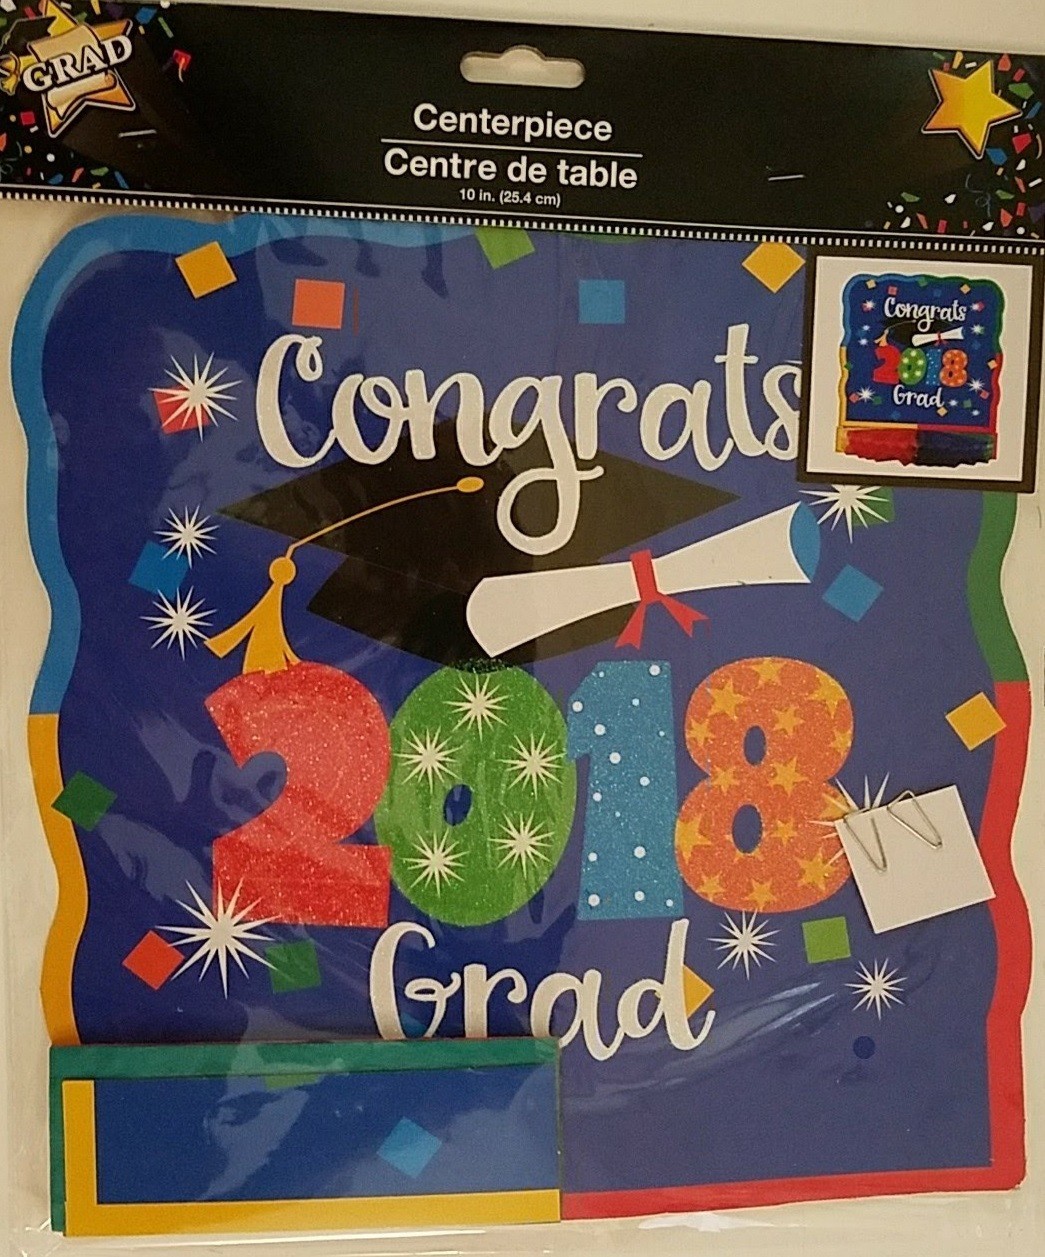 GRAD
Centerpiece
Centre de table
10 in. (25.4 cm)
Congrats
2018
Grad
Congrats
2018
Grad